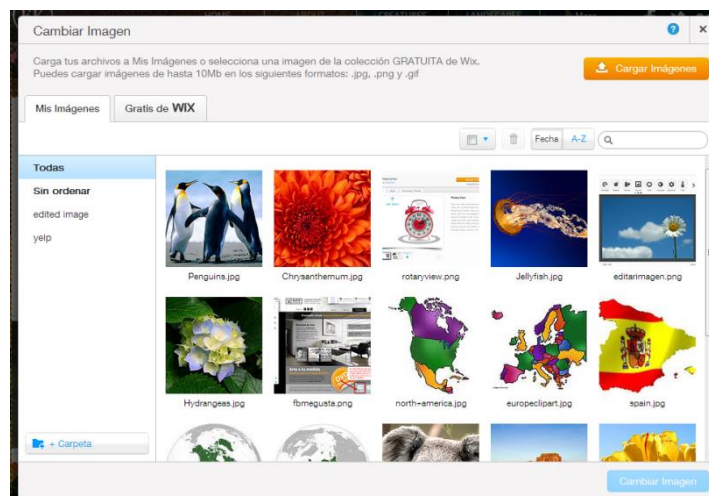 Cambiar Imagen
?
x
Carga tus archivos a Mis Imágenes o selecciona una imagen de la colección GRATUITA de Wix.
Puedes cargar imágenes de hasta 10Mb en los siguientes formatos: .jpg, .png y .gif
Cargar Imágenes
Mis Imágenes
Gratis de WIX
Fecha
A-Z
Todas
Sin ordenar
edited image
yelp
Penguins.jpg
Chrysanthemum.jpg
rotaryview.png
Jellyfish.jpg
editarimagen.png
Hydrangeas.jpg
fbmegusta.png
north-america.jpg
europeclipart.jpg
spain.jpg
+ Carpeta
Cambiar Imagen